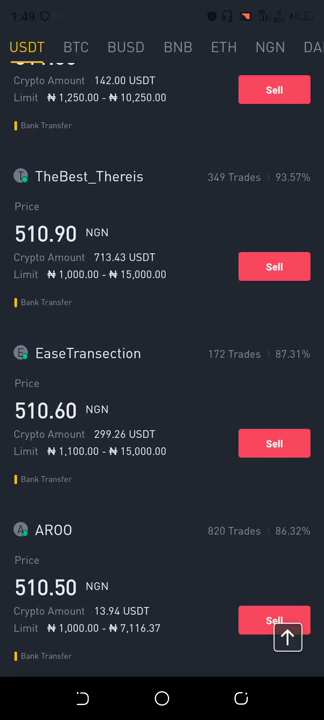 1:49
USDT BTC BUSD BNB ETH NGN DAI
Crypto Amount 142.00 USDT
Limit ₦ 1,250.00 - ₦ 10,250.00
Sell
Bank Transfer
T TheBest_Thereis 349 Trades | 93.57%
Price
510.90 NGN
Crypto Amount 713.43 USDT
Limit ₦ 1,000.00 - ₦ 15,000.00
Sell
Bank Transfer
E EaseTransection 172 Trades | 87.31%
Price
510.60 NGN
Crypto Amount 299.26 USDT
Limit ₦ 1,100.00 - ₦ 15,000.00
Sell
Bank Transfer
A AROO 820 Trades | 86.32%
Price
510.50 NGN
Crypto Amount 13.94 USDT
Limit ₦ 1,000.00 - ₦ 7,116.37
Sell
Bank Transfer